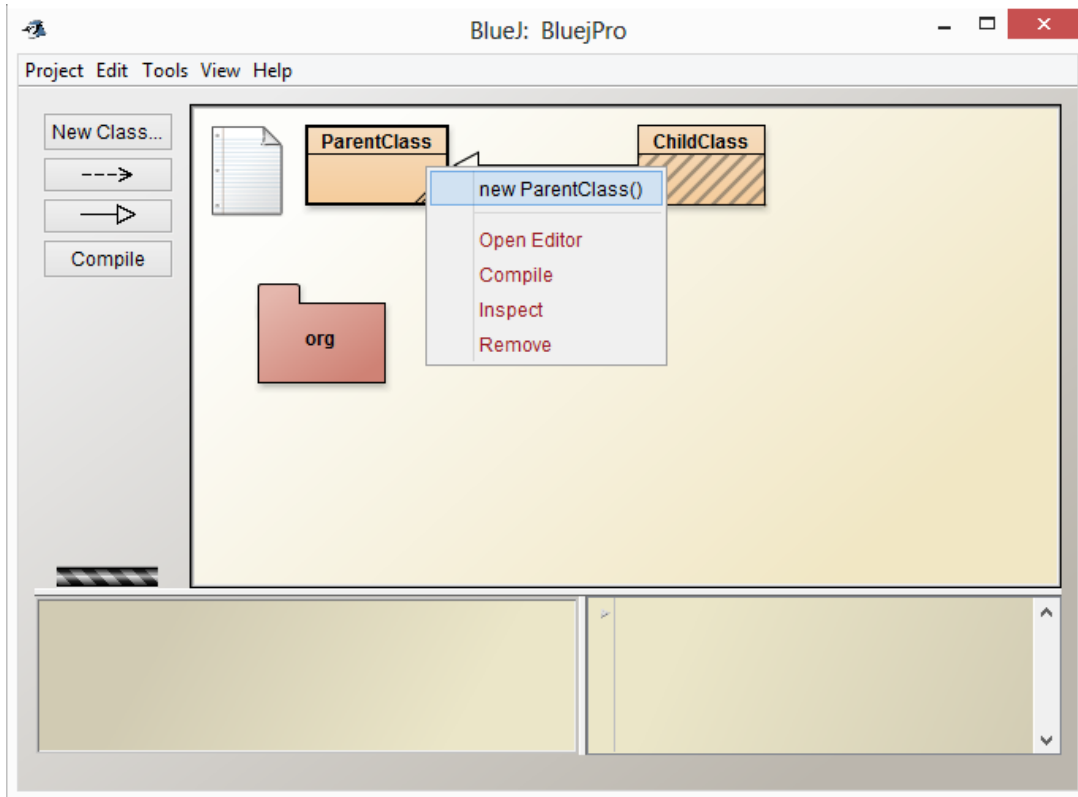 BlueJ: BluejPro
Project Edit Tools View Help
New Class...
Compile
ParentClass
ChildClass
new ParentClass()
Open Editor
Compile
Inspect
Remove
org